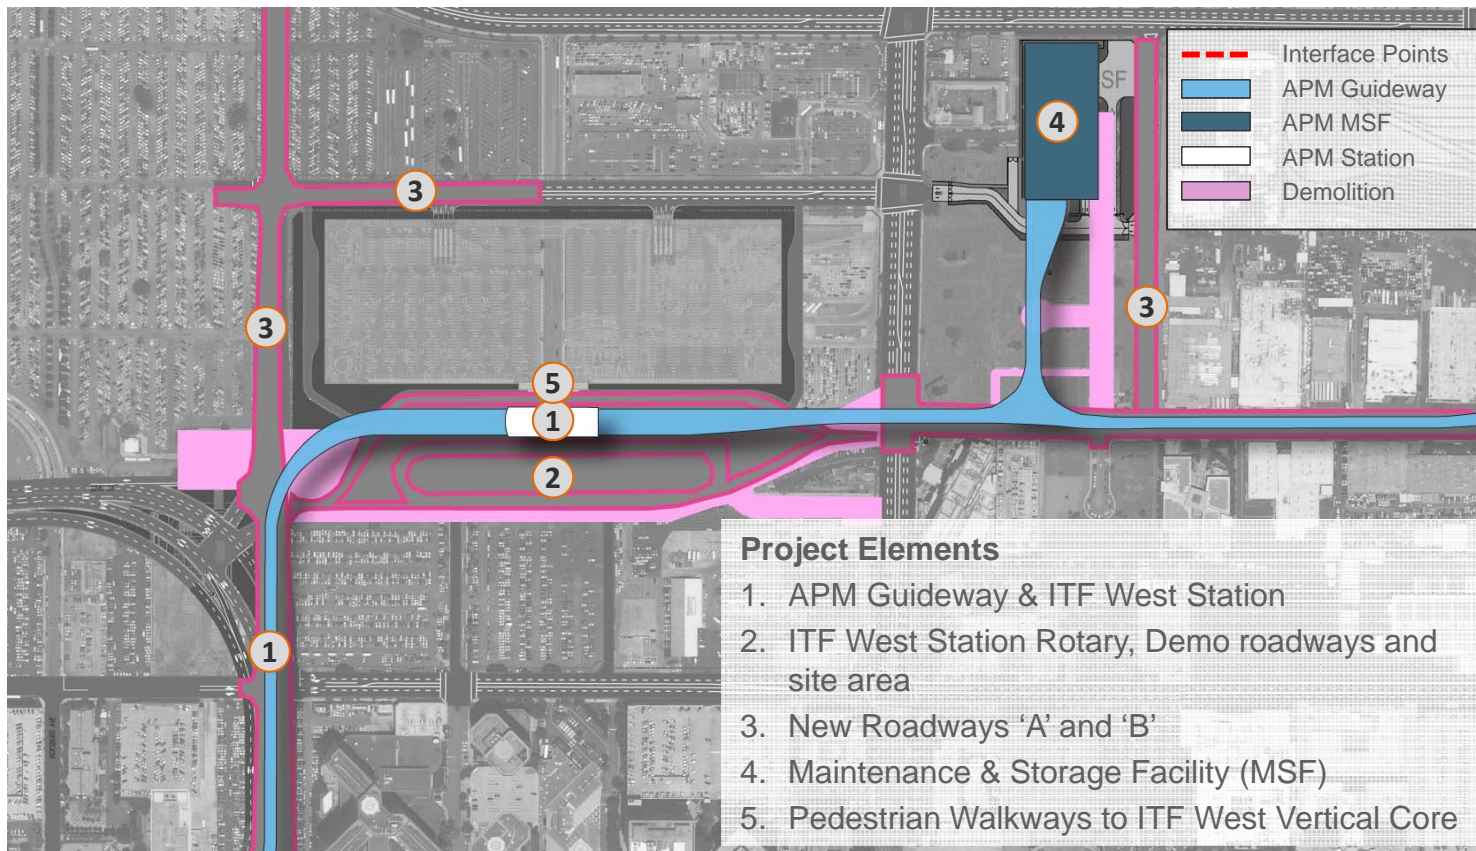 4
SF
Interface Points
APM Guideway
APM MSF
APM Station
Demolition
3
3
3
5
1
2
1
Project Elements
1. APM Guideway & ITF West Station
2. ITF West Station Rotary, Demo roadways and
site area
3. New Roadways ‘A’ and ‘B’
4. Maintenance & Storage Facility (MSF)
5. Pedestrian Walkways to ITF West Vertical Core